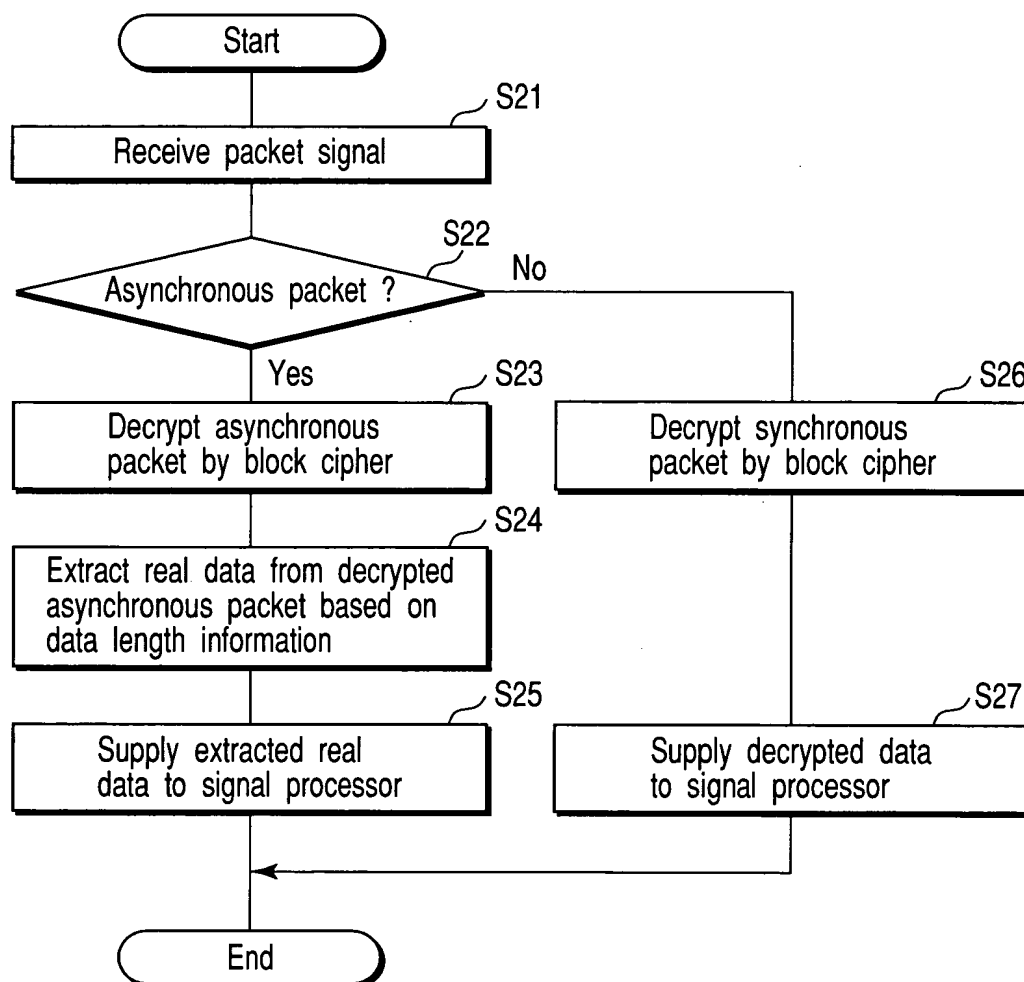 Start
S21
Receive packet signal
S22
Asynchronous packet ?
No
Yes
S23
Decrypt asynchronous
packet by block cipher
S26
Decrypt synchronous
packet by block cipher
S24
Extract real data from decrypted
asynchronous packet based on
data length information
S25
Supply extracted real
data to signal processor
S27
Supply decrypted data
to signal processor
End